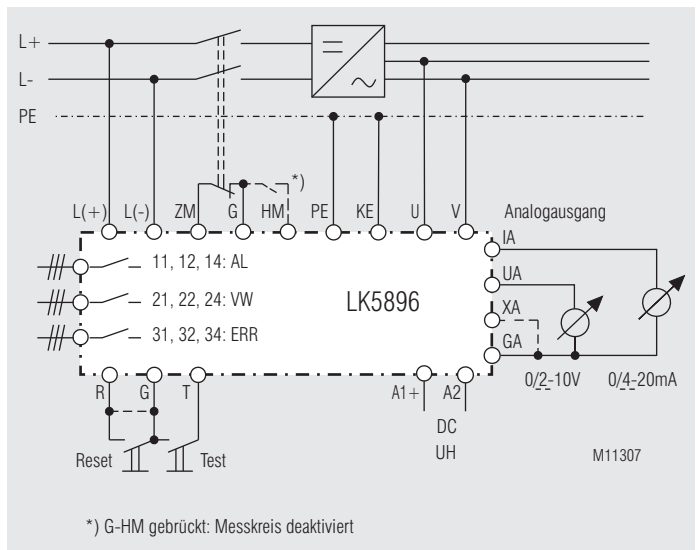 L+
L-
PE
*)
L(+) L(-) ZM G HM PE KE U V Analogausgang
IA
11, 12, 14: AL
UA
21, 22, 24: VW
LK5896
XA
31, 32, 34: ERR
GA
R G T A1+ A2 0/2-10V 0/4-20mA
DC
Reset Test UH M11307
*) G-HM gebrückt: Messkreis deaktiviert